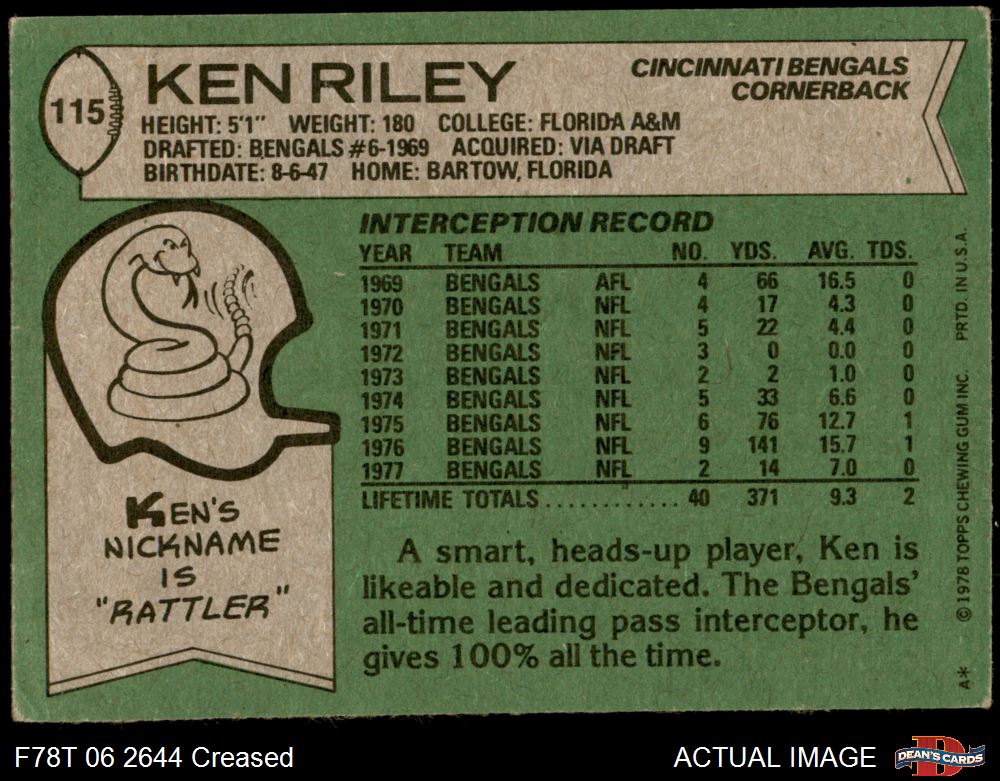 115
KEN RILEY
CINCINNATI BENGALS
CORNERBACK
HEIGHT: 5'1" WEIGHT: 180 COLLEGE: FLORIDA A&M
DRAFTED: BENGALS #6-1969 ACQUIRED: VIA DRAFT
BIRTHDATE: 8-6-47 HOME: BARTOW, FLORIDA
INTERCEPTION RECORD
YEAR TEAM NO. YDS. AVG. TDS.
1969 BENGALS AFL 4 66 16.5 0
1970 BENGALS NFL 4 17 4.3 0
1971 BENGALS NFL 5 22 4.4 0
1972 BENGALS NFL 3 0 0.0 0
1973 BENGALS NFL 2 2 1.0 0
1974 BENGALS NFL 5 33 6.6 0
1975 BENGALS NFL 6 76 12.7 1
1976 BENGALS NFL 9 141 15.7 1
1977 BENGALS NFL 2 14 7.0 0
LIFETIME TOTALS ............ 40 371 9.3 2
KEN'S
NICKNAME
IS
"RATTLER"
A smart, heads-up player, Ken is
likeable and dedicated. The Bengals'
all-time leading pass interceptor, he
gives 100% all the time.
A* ©1978 TOPPS CHEWING GUM INC. PRTD. IN U.S.A.
F78T 06 2644 Creased
ACTUAL IMAGE
D
DEAN'S CARDS